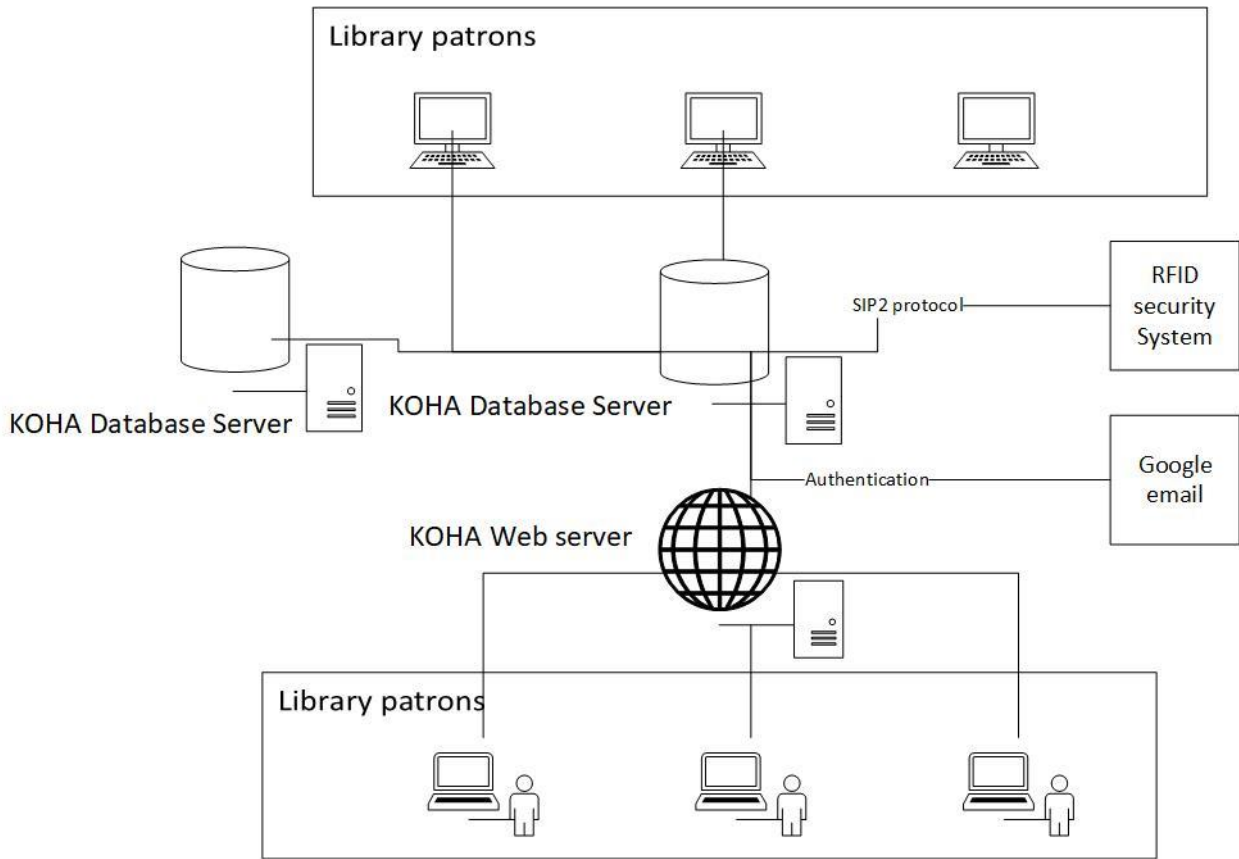 Library patrons
SIP2 protocol
RFID
security
System
KOHA Database Server
KOHA Database Server
Authentication
Google
email
KOHA Web server
Library patrons